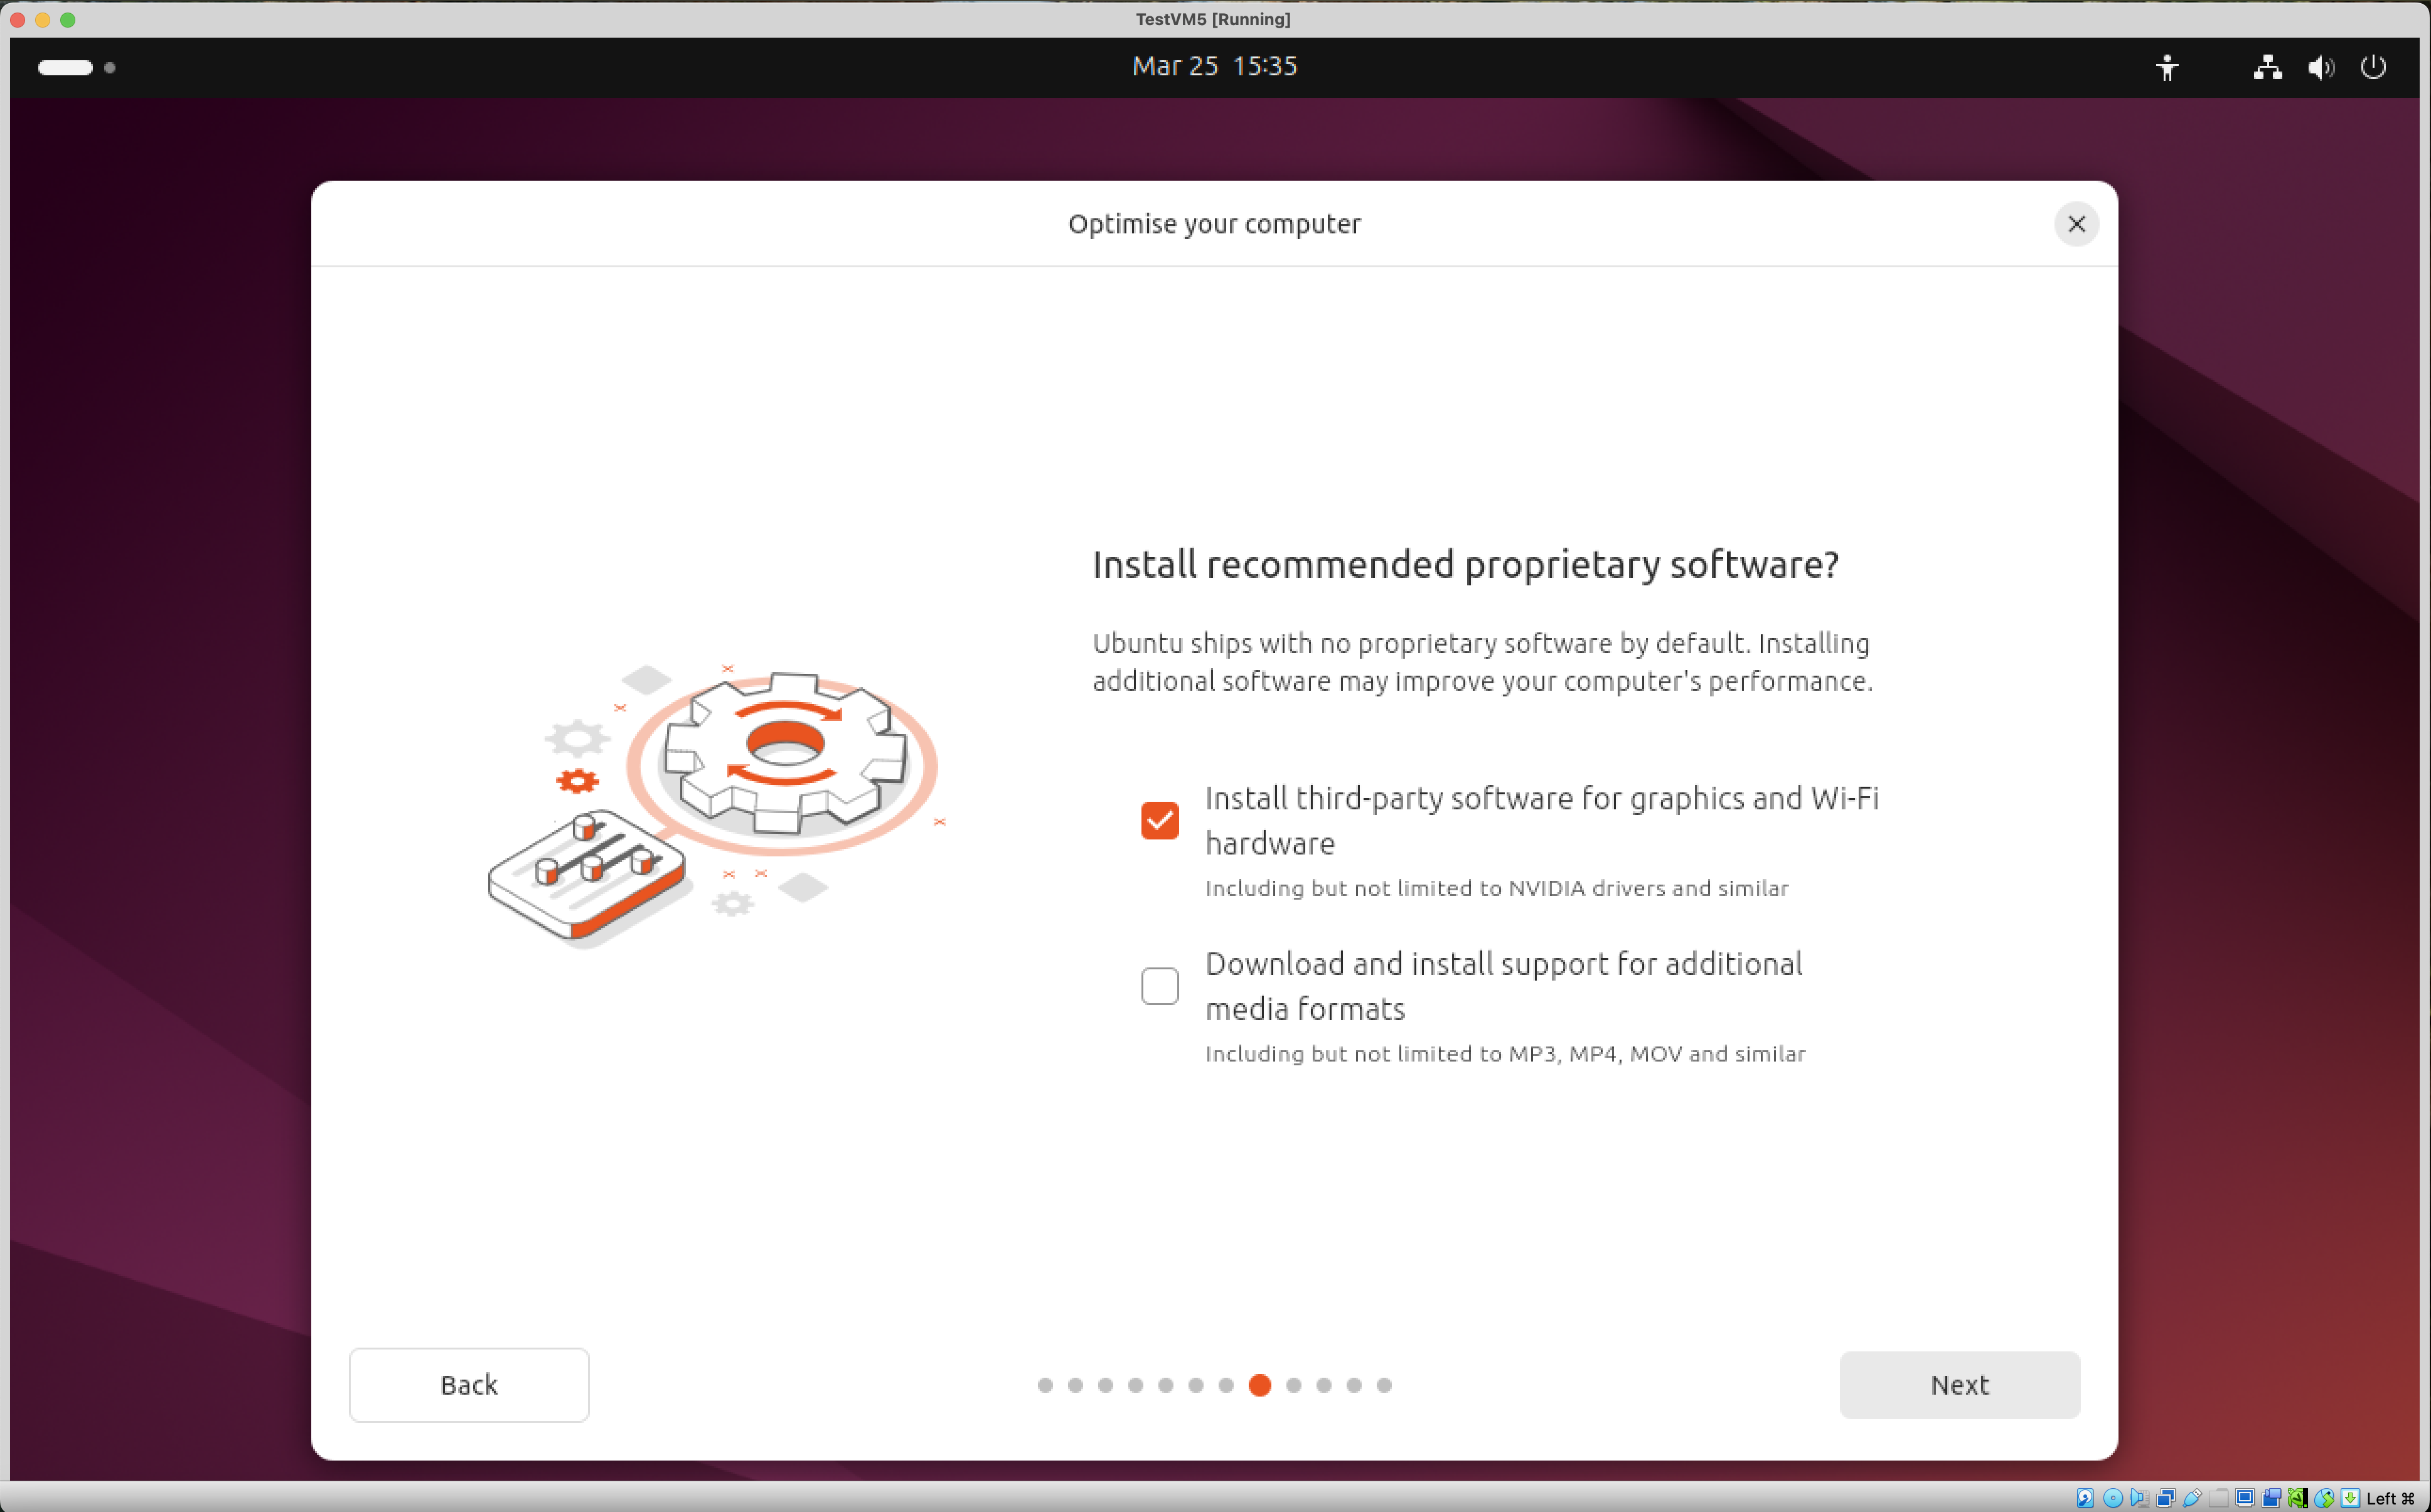 TestVM5 [Running]
Mar 25 15:35
Optimise your computer
Install recommended proprietary software?
Ubuntu ships with no proprietary software by default. Installing
additional software may improve your computer's performance.
Install third-party software for graphics and Wi-Fi
hardware
Including but not limited to NVIDIA drivers and similar
Download and install support for additional
media formats
Including but not limited to MP3, MP4, MOV and similar
Back
Next
Left ⌘